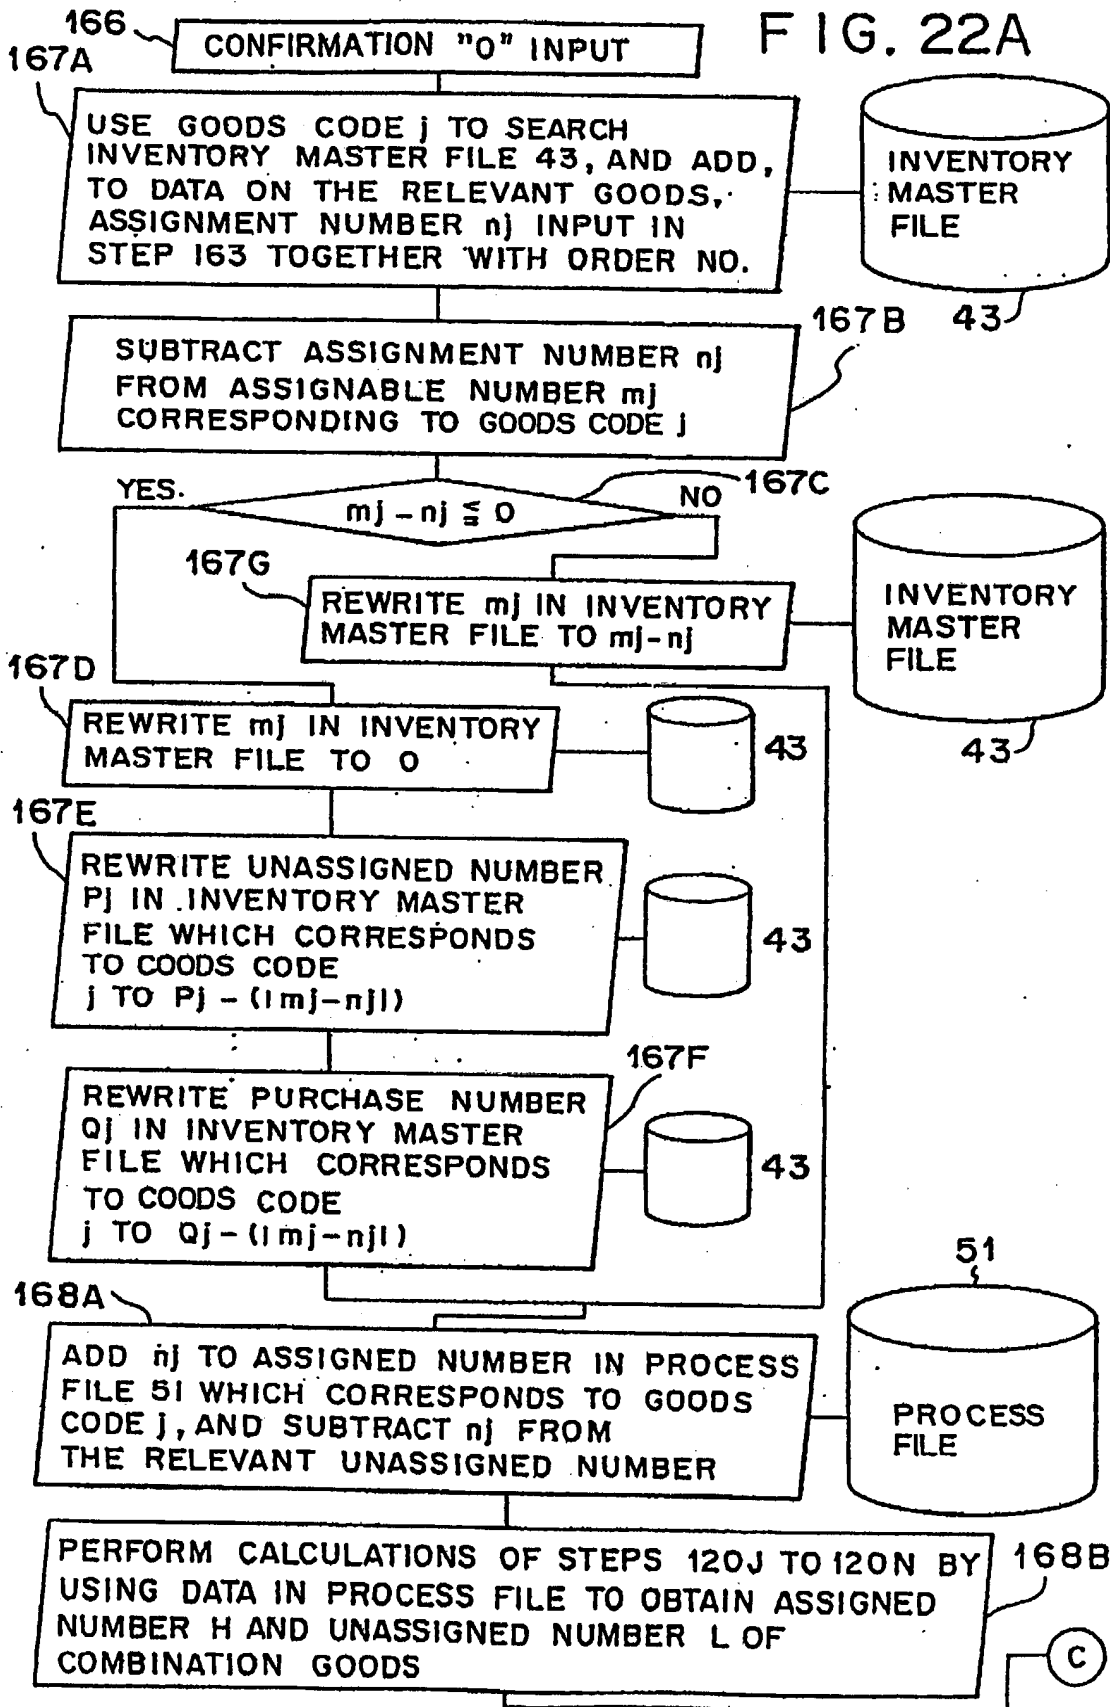 FIG. 22A
166
CONFIRMATION "0" INPUT
167A
USE GOODS CODE j TO SEARCH
INVENTORY MASTER FILE 43, AND ADD,
TO DATA ON THE RELEVANT GOODS,
ASSIGNMENT NUMBER nj INPUT IN
STEP 163 TOGETHER WITH ORDER NO.
INVENTORY
MASTER
FILE
43
167B
SUBTRACT ASSIGNMENT NUMBER nj
FROM ASSIGNABLE NUMBER mj
CORRESPONDING TO GOODS CODE j
167C
YES.
mj - nj ≦ 0
NO
167G
REWRITE mj IN INVENTORY
MASTER FILE TO mj-nj
INVENTORY
MASTER
FILE
43
167D
REWRITE mj IN INVENTORY
MASTER FILE TO 0
43
167E
REWRITE UNASSIGNED NUMBER
Pj IN INVENTORY MASTER
FILE WHICH CORRESPONDS
TO COODS CODE
j TO Pj - (|mj-nj|)
43
167F
REWRITE PURCHASE NUMBER
Qj IN INVENTORY MASTER
FILE WHICH CORRESPONDS
TO COODS CODE
j TO Qj - (|mj-nj|)
43
168A
ADD nj TO ASSIGNED NUMBER IN PROCESS
FILE 51 WHICH CORRESPONDS TO GOODS
CODE j, AND SUBTRACT nj FROM
THE RELEVANT UNASSIGNED NUMBER
51
PROCESS
FILE
168B
PERFORM CALCULATIONS OF STEPS 120J TO 120N BY
USING DATA IN PROCESS FILE TO OBTAIN ASSIGNED
NUMBER H AND UNASSIGNED NUMBER L OF
COMBINATION GOODS
C